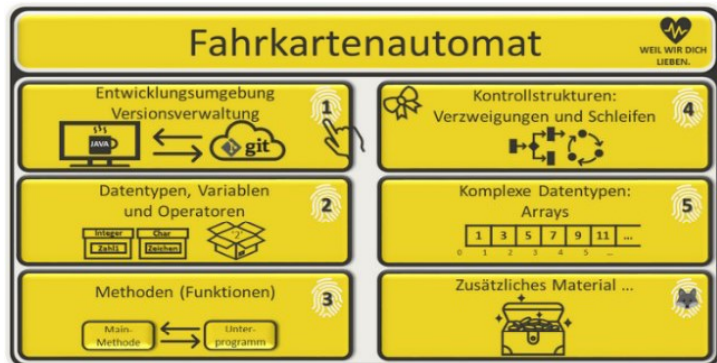 Fahrkartenautomat
WEIL WIR DICH
LIEBEN.
Entwicklungsumgebung
Versionsverwaltung
1
JAVA
git
Datentypen, Variablen
und Operatoren
2
Integer
Zahl1
Char
Zeichen
"2"
Methoden (Funktionen)
3
Main-
Methode
Unter-
programm
Kontrollstrukturen:
Verzweigungen und Schleifen
4
Komplexe Datentypen:
Arrays
5
1 3 5 7 9 11 ...
0 1 2 3 4 5 ...
Zusätzliches Material ...